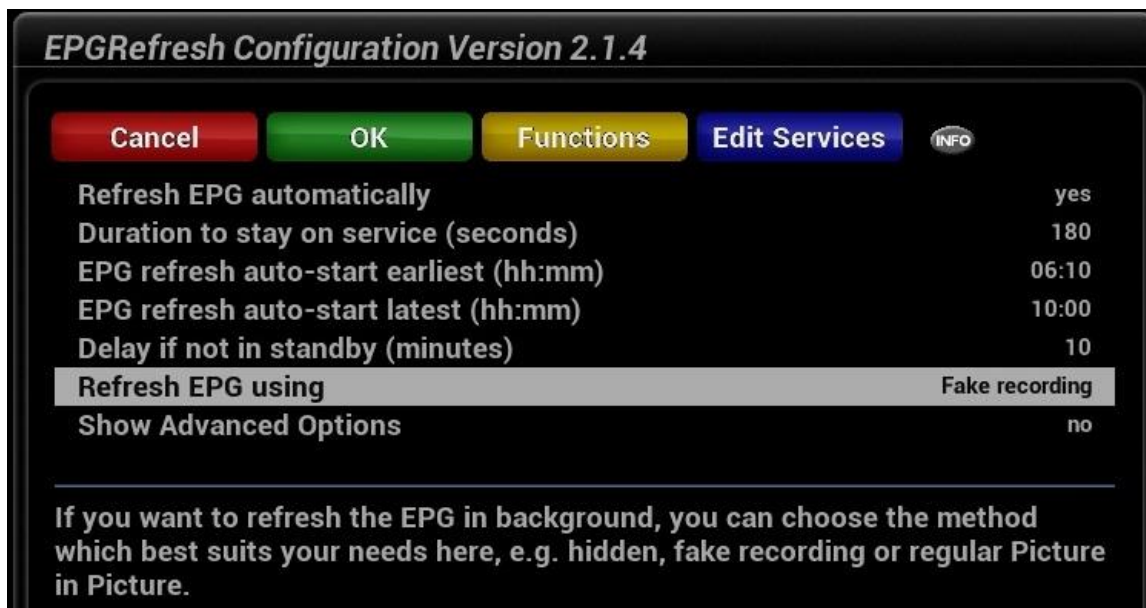 EPGRefresh Configuration Version 2.1.4
Cancel OK Functions Edit Services INFO
Refresh EPG automatically yes
Duration to stay on service (seconds) 180
EPG refresh auto-start earliest (hh:mm) 06:10
EPG refresh auto-start latest (hh:mm) 10:00
Delay if not in standby (minutes) 10
Refresh EPG using Fake recording
Show Advanced Options no
If you want to refresh the EPG in background, you can choose the method
which best suits your needs here, e.g. hidden, fake recording or regular Picture
in Picture.